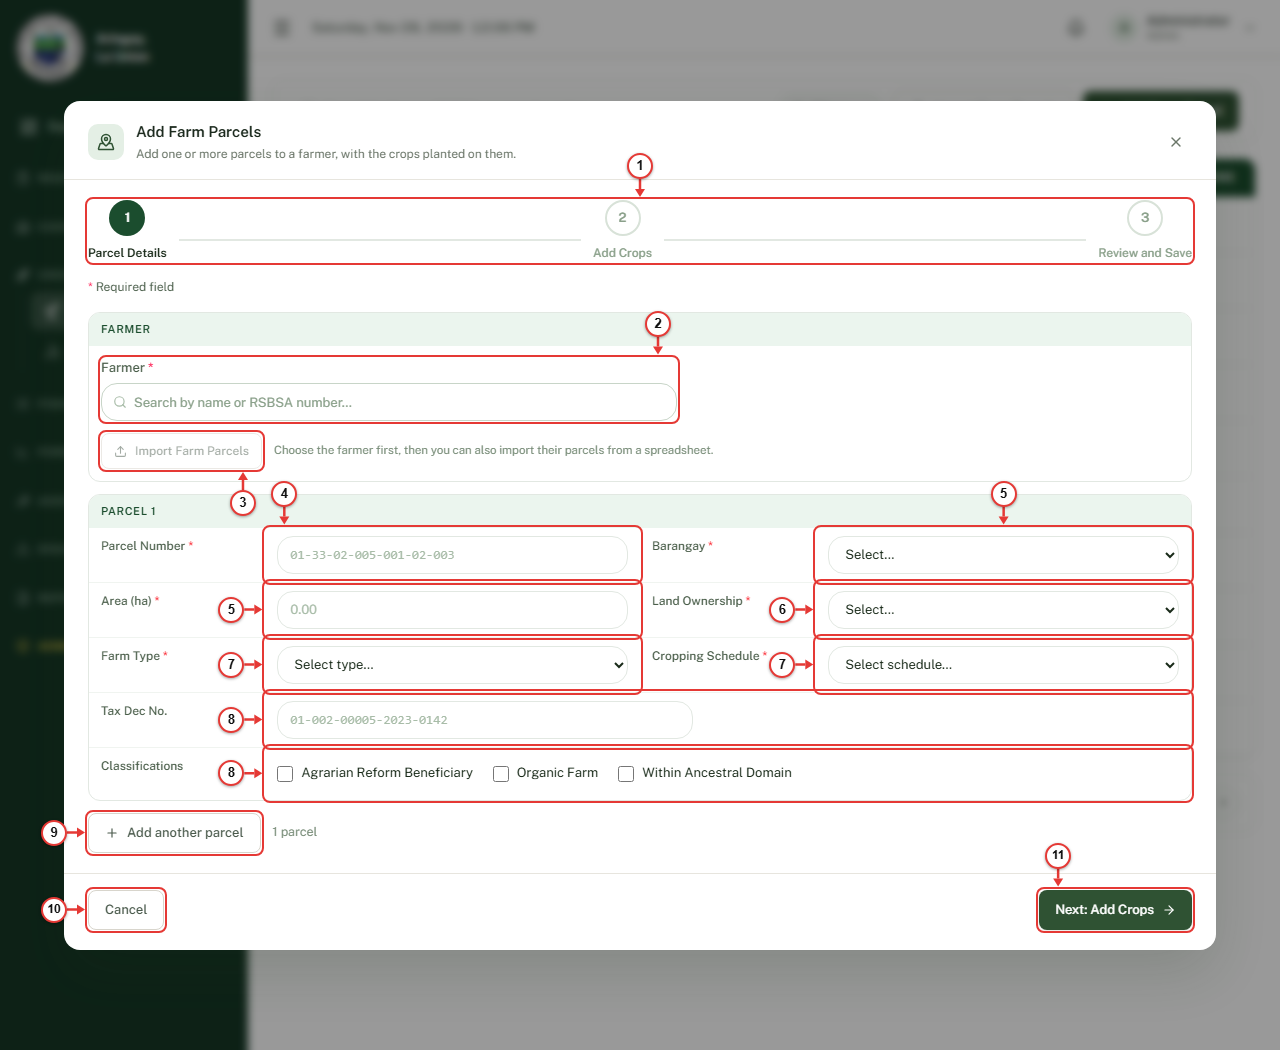 Add Farm Parcels
Add one or more parcels to a farmer, with the crops planted on them.
1
1 2 3
Parcel Details Add Crops Review and Save
* Required field
FARMER
2
Farmer *
Search by name or RSBSA number...
Import Farm Parcels Choose the farmer first, then you can also import their parcels from a spreadsheet.
3 4 5
PARCEL 1
Parcel Number * 01-33-02-005-001-02-003 Barangay * Select...
Area (ha) * 5 0.00 Land Ownership * 6 Select...
Farm Type * 7 Select type... Cropping Schedule * 7 Select schedule...
Tax Dec No. 8 01-002-00005-2023-0142
Classifications 8 Agrarian Reform Beneficiary Organic Farm Within Ancestral Domain
9 Add another parcel 1 parcel
11
10 Cancel Next: Add Crops